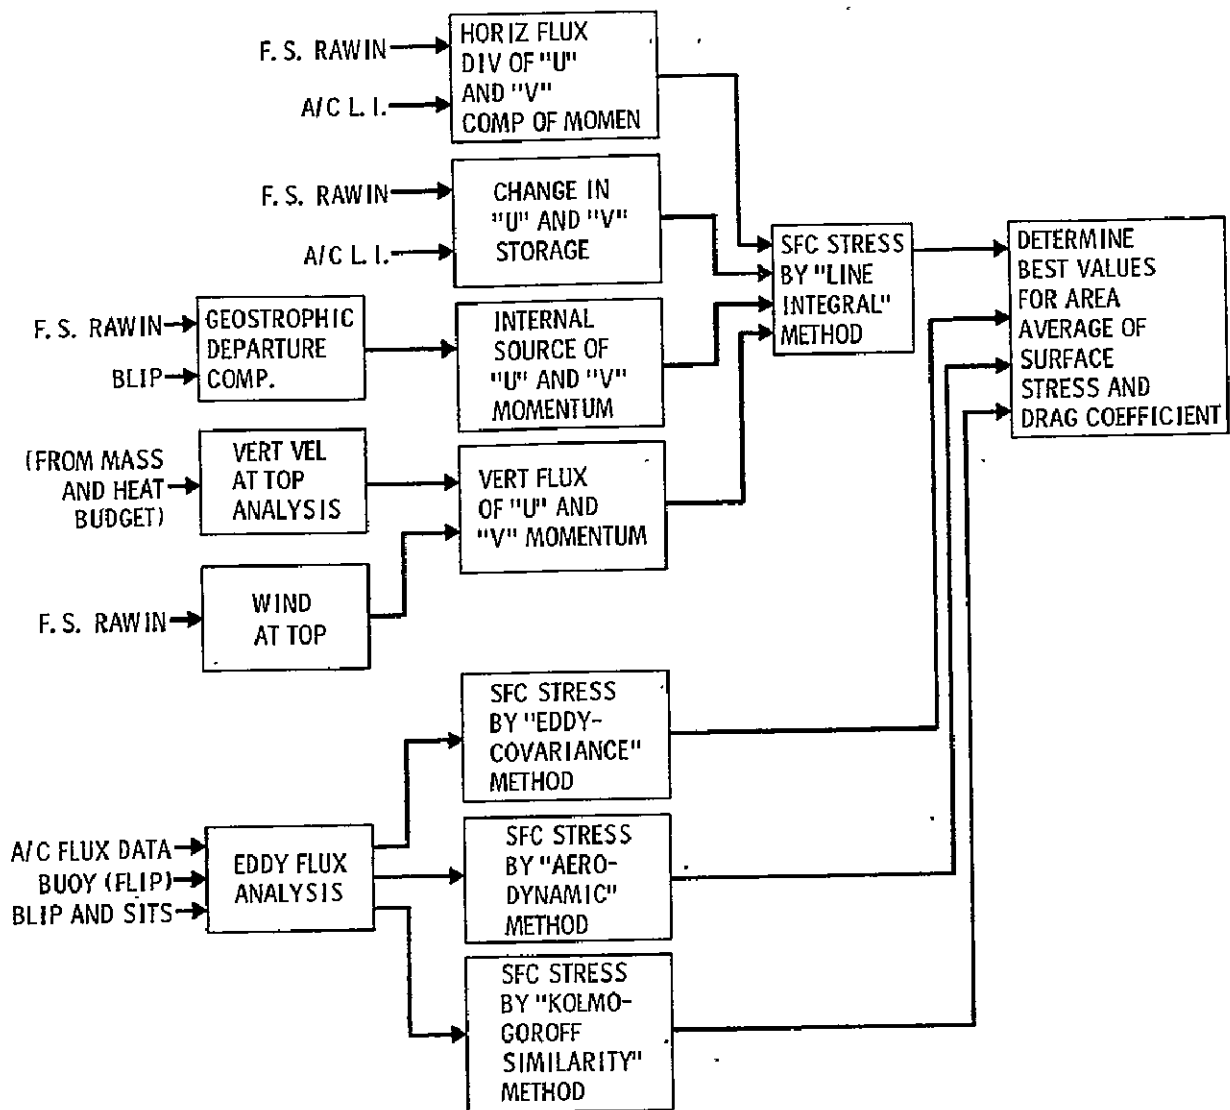 F. S. RAWIN
A/C L. I.
HORIZ FLUX
DIV OF "U"
AND "V"
COMP OF MOMEN
F. S. RAWIN
A/C L. I.
CHANGE IN
"U" AND "V"
STORAGE
F. S. RAWIN
BLIP
GEOSTROPHIC
DEPARTURE
COMP.
INTERNAL
SOURCE OF
"U" AND "V"
MOMENTUM
(FROM MASS
AND HEAT
BUDGET)
VERT VEL
AT TOP
ANALYSIS
VERT FLUX
OF "U" AND
"V" MOMENTUM
F. S. RAWIN
WIND
AT TOP
SFC STRESS
BY "LINE
INTEGRAL"
METHOD
DETERMINE
BEST VALUES
FOR AREA
AVERAGE OF
SURFACE
STRESS AND
DRAG COEFFICIENT
A/C FLUX DATA
BUOY (FLIP)
BLIP AND SITS
EDDY FLUX
ANALYSIS
SFC STRESS
BY "EDDY-
COVARIANCE"
METHOD
SFC STRESS
BY "AERO-
DYNAMIC"
METHOD
SFC STRESS
BY "KOLMO-
GOROFF
SIMILARITY"
METHOD